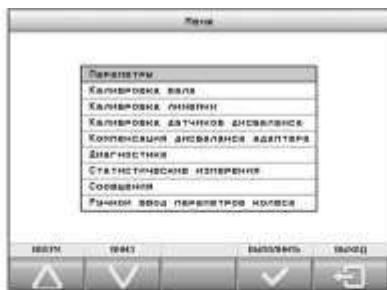 Меню
Параметры
Калибровка вала
Калибровка линейки
Калибровка датчиков дисбаланса
Компенсация дисбаланса адаптера
Диагностика
Статистические измерения
Сообщения
Ручной ввод параметров колеса
вверх вниз выполнить выход